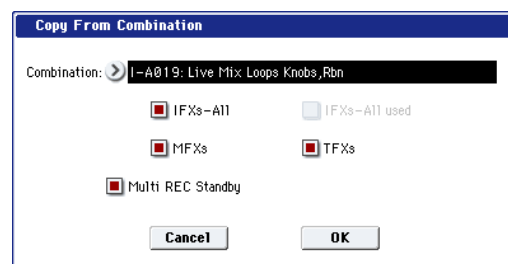 Copy From Combination
Combination: I-A019: Live Mix Loops Knobs,Rbn
IFXs-All IFXs-All used
MFXs TFXs
Multi REC Standby
Cancel OK